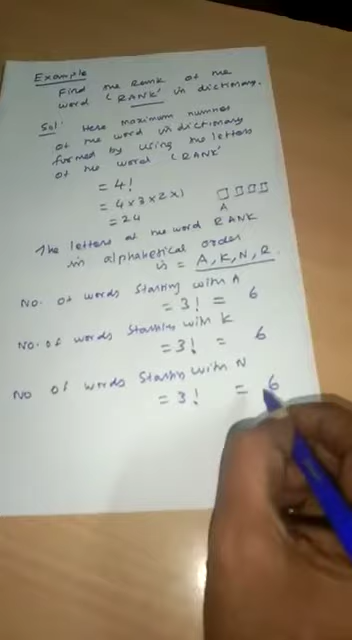 Example
Find the Rank of the
word 'RANK' in dictionary.
Sol: Here maximum number
of the word in dictionary
formed by using the letters
of the word 'RANK'
= 4!
= 4×3×2×1
= 24
A
The letters of the word RANK
in alphabetical order
is = A, K, N, R.
No. of words starting with A
= 3! = 6
No. of words starting with K
= 3! = 6
No of words starting with N
= 3! = 6